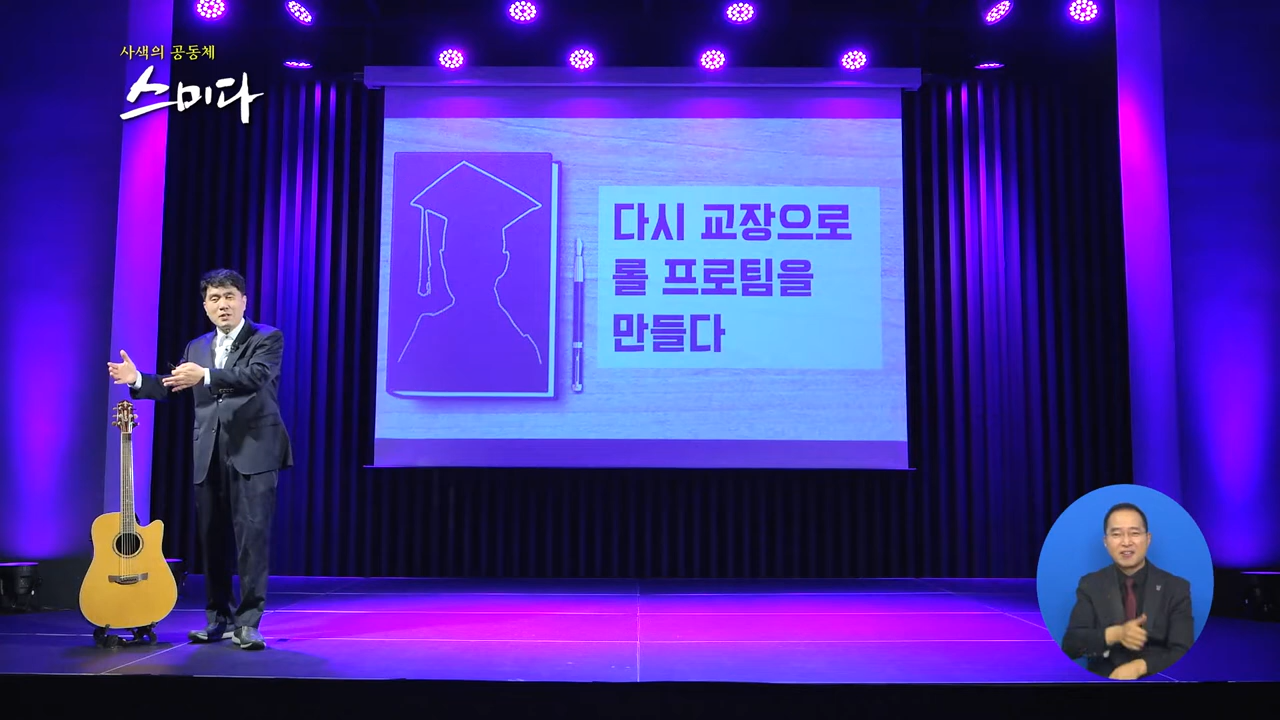 사색의 공동체
스미다
다시 교장으로
롤 프로팀을
만들다